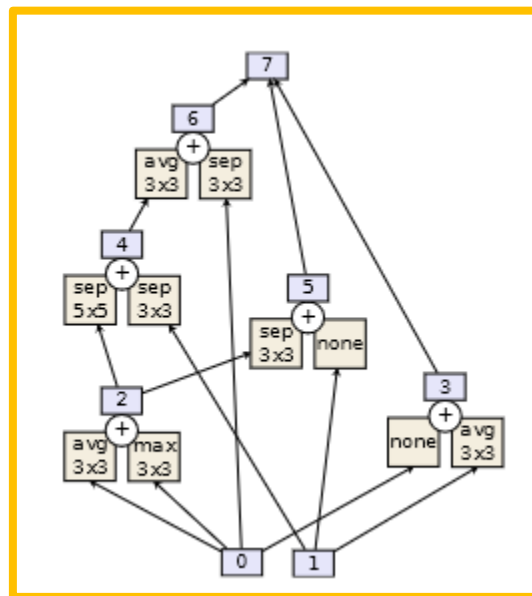 7
6
+
avg sep
3x3 3x3
4
+
sep sep
5x5 3x3
5
+
sep none
3x3
2
+
avg max
3x3 3x3
3
+
none avg
3x3
0 1